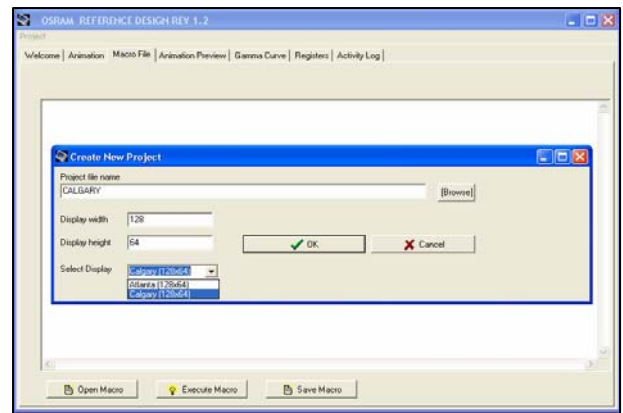 OSRAM REFERENCE DESIGN REV 1.2
Project
Welcome Animation Macro File Animation Preview Gamma Curve Registers Activity Log
Create New Project
Project file name
CALGARY
[Browse]
Display width 128
Display height 64
OK Cancel
Select Display Calgary (128x64)
Atlanta (128x64)
Calgary (128x64)
Open Macro Execute Macro Save Macro